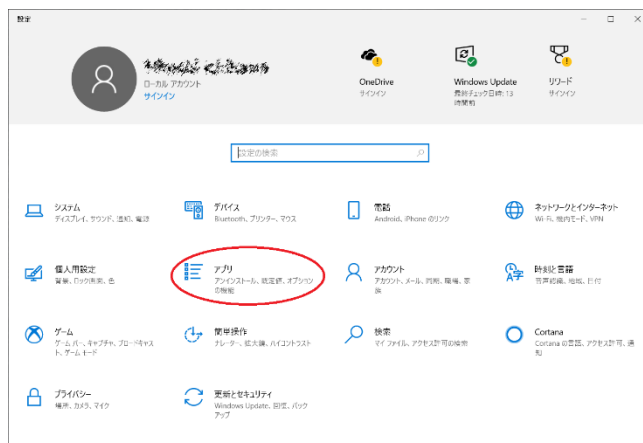 設定
ローカル アカウント
サインイン
OneDrive
サインイン
Windows Update
最終チェック日時: 13
時間前
リワード
サインイン
設定の検索
システム
ディスプレイ、サウンド、通知、電源
デバイス
Bluetooth、プリンター、マウス
電話
Android、iPhone のリンク
ネットワークとインターネット
Wi-Fi、機内モード、VPN
個人用設定
背景、ロック画面、色
アプリ
アンインストール、既定値、オプション
の機能
アカウント
アカウント、メール、同期、職場、家
族
時刻と言語
音声認識、地域、日付
ゲーム
ゲーム バー、キャプチャ、ブロードキャス
ト、ゲーム モード
簡単操作
ナレーター、拡大鏡、ハイコントラスト
検索
マイ ファイル、アクセス許可の検索
Cortana
Cortana の言語、アクセス許可、通
知
プライバシー
場所、カメラ、マイク
更新とセキュリティ
Windows Update、回復、バック
アップ